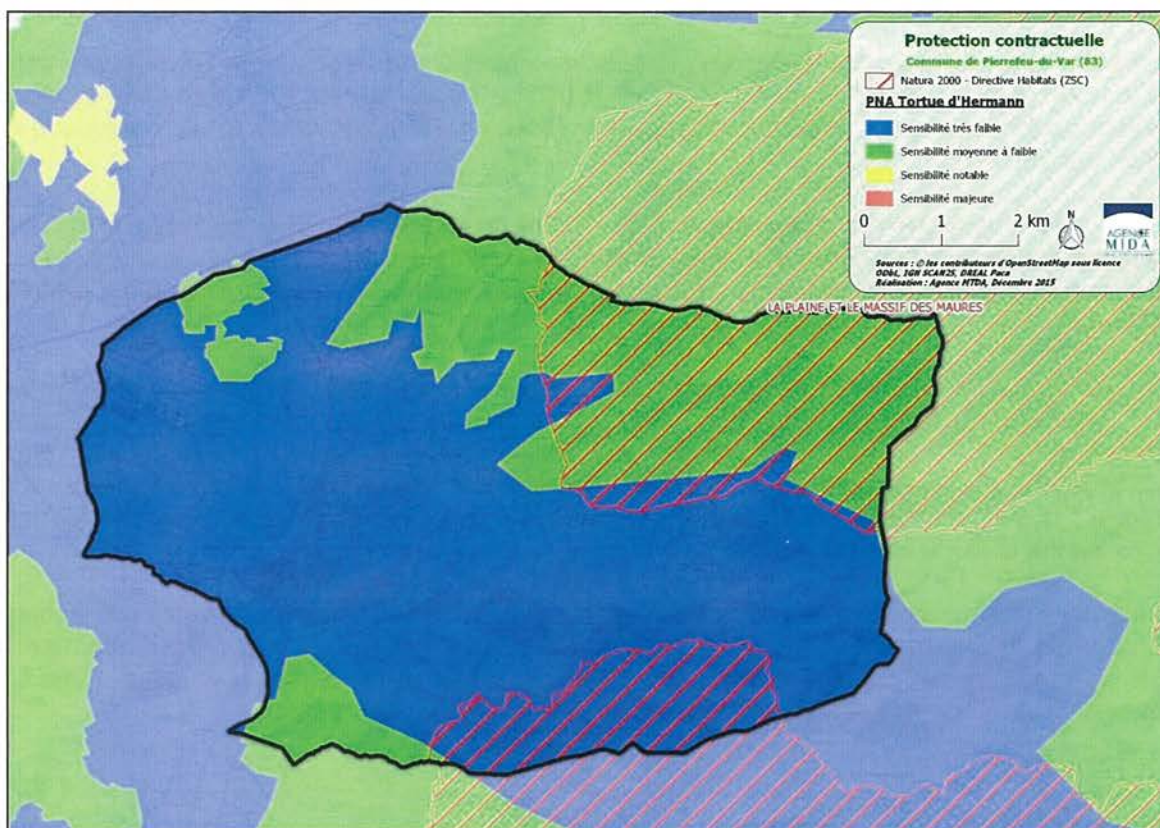 Protection contractuelle
Commune de Pierrefeu-du-Var (83)
Natura 2000 - Directive Habitats (ZSC)
PNA Tortue d'Hermann
Sensibilité très faible
Sensibilité moyenne à faible
Sensibilité notable
Sensibilité majeure
0 1 2 km
N
AGENCE
MTDA
Sources : © les contributeurs d'OpenStreetMap sous licence
ODbL, IGN SCAN25, DREAL Paca
Réalisation : Agence MTDA, Décembre 2015
LA PLAINE ET LE MASSIF DES MAURES